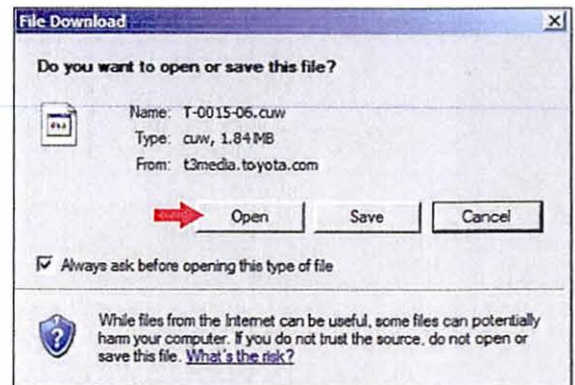 File Download
Do you want to open or save this file?
Name: T-0015-06.cuw
Type: cuw, 1.84 MB
From: t3media.toyota.com
Open Save Cancel
Always ask before opening this type of file
While files from the Internet can be useful, some files can potentially
harm your computer. If you do not trust the source, do not open or
save this file. What's the risk?